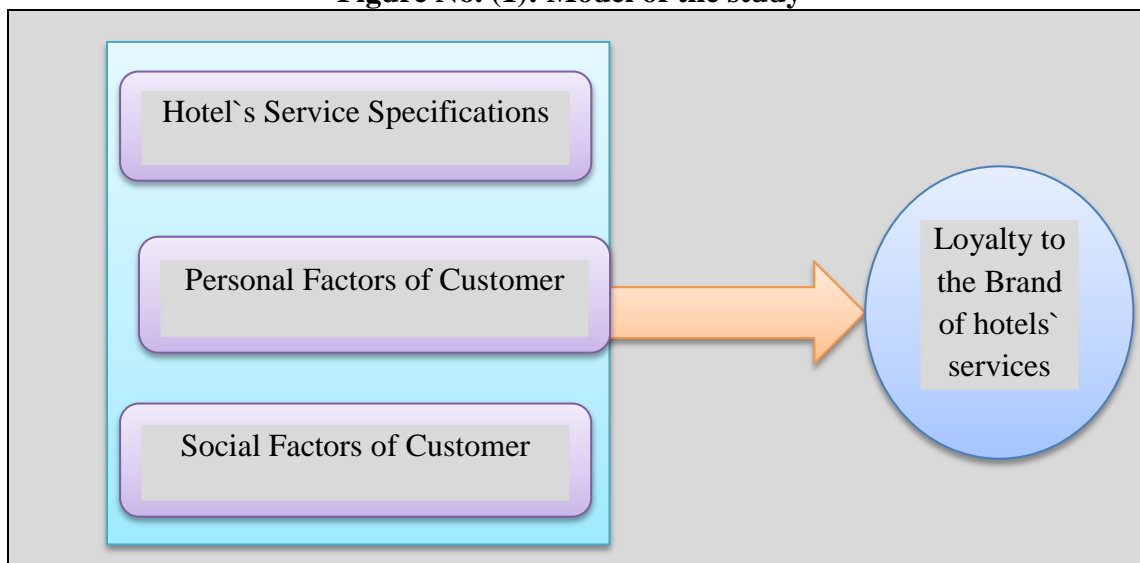 Figure No. (1): Model of the study
Hotel`s Service Specifications
Personal Factors of Customer
Social Factors of Customer
Loyalty to
the Brand
of hotels`
services